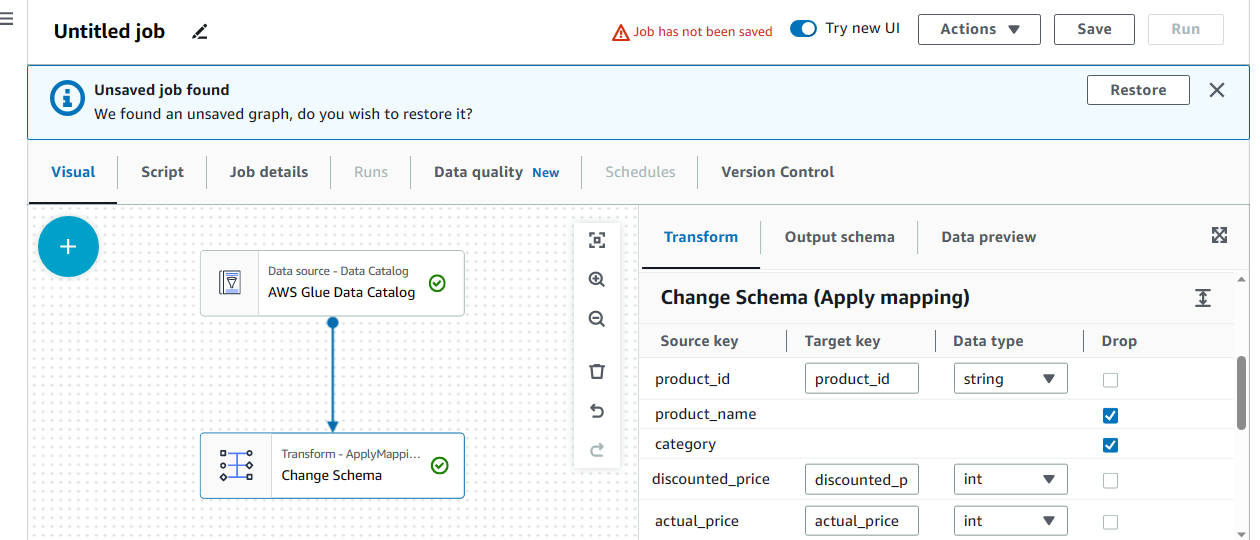 Untitled job
Job has not been saved
Try new UI
Actions
Save
Run
Unsaved job found
We found an unsaved graph, do you wish to restore it?
Restore
Visual
Script
Job details
Runs
Data quality New
Schedules
Version Control
Data source - Data Catalog
AWS Glue Data Catalog
Transform - ApplyMappi...
Change Schema
Transform
Output schema
Data preview
Change Schema (Apply mapping)
Source key Target key Data type Drop
product_id product_id string
product_name
category
discounted_price discounted_p int
actual_price actual_price int